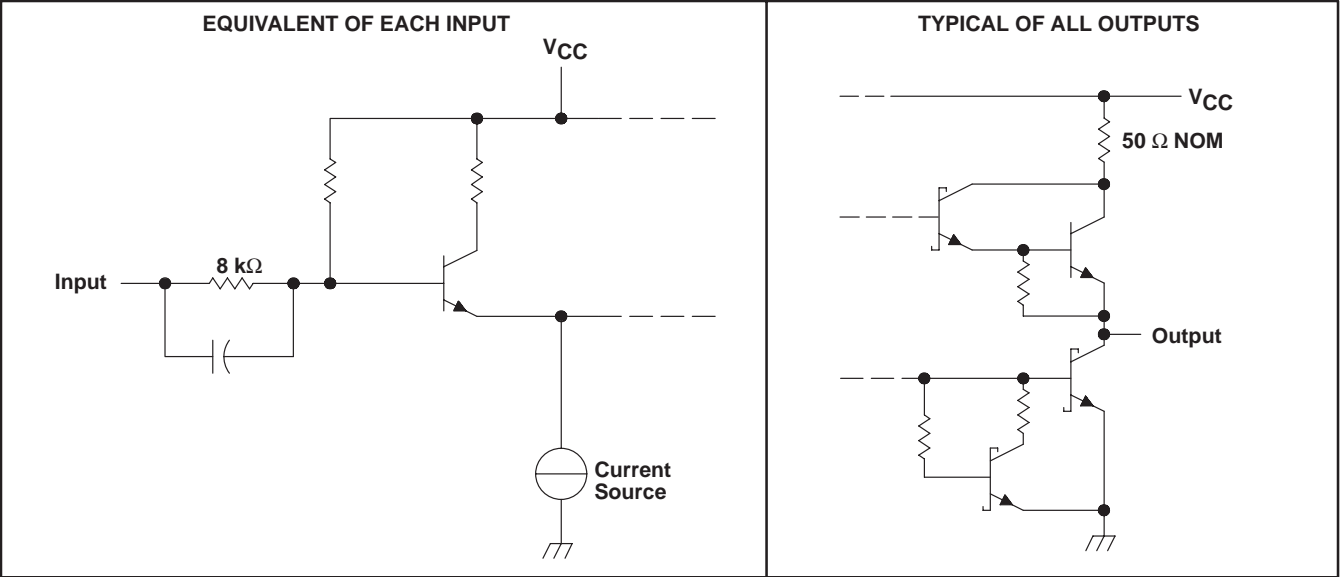 EQUIVALENT OF EACH INPUT
VCC
8 kΩ
Input
Current
Source
TYPICAL OF ALL OUTPUTS
VCC
50 Ω NOM
Output